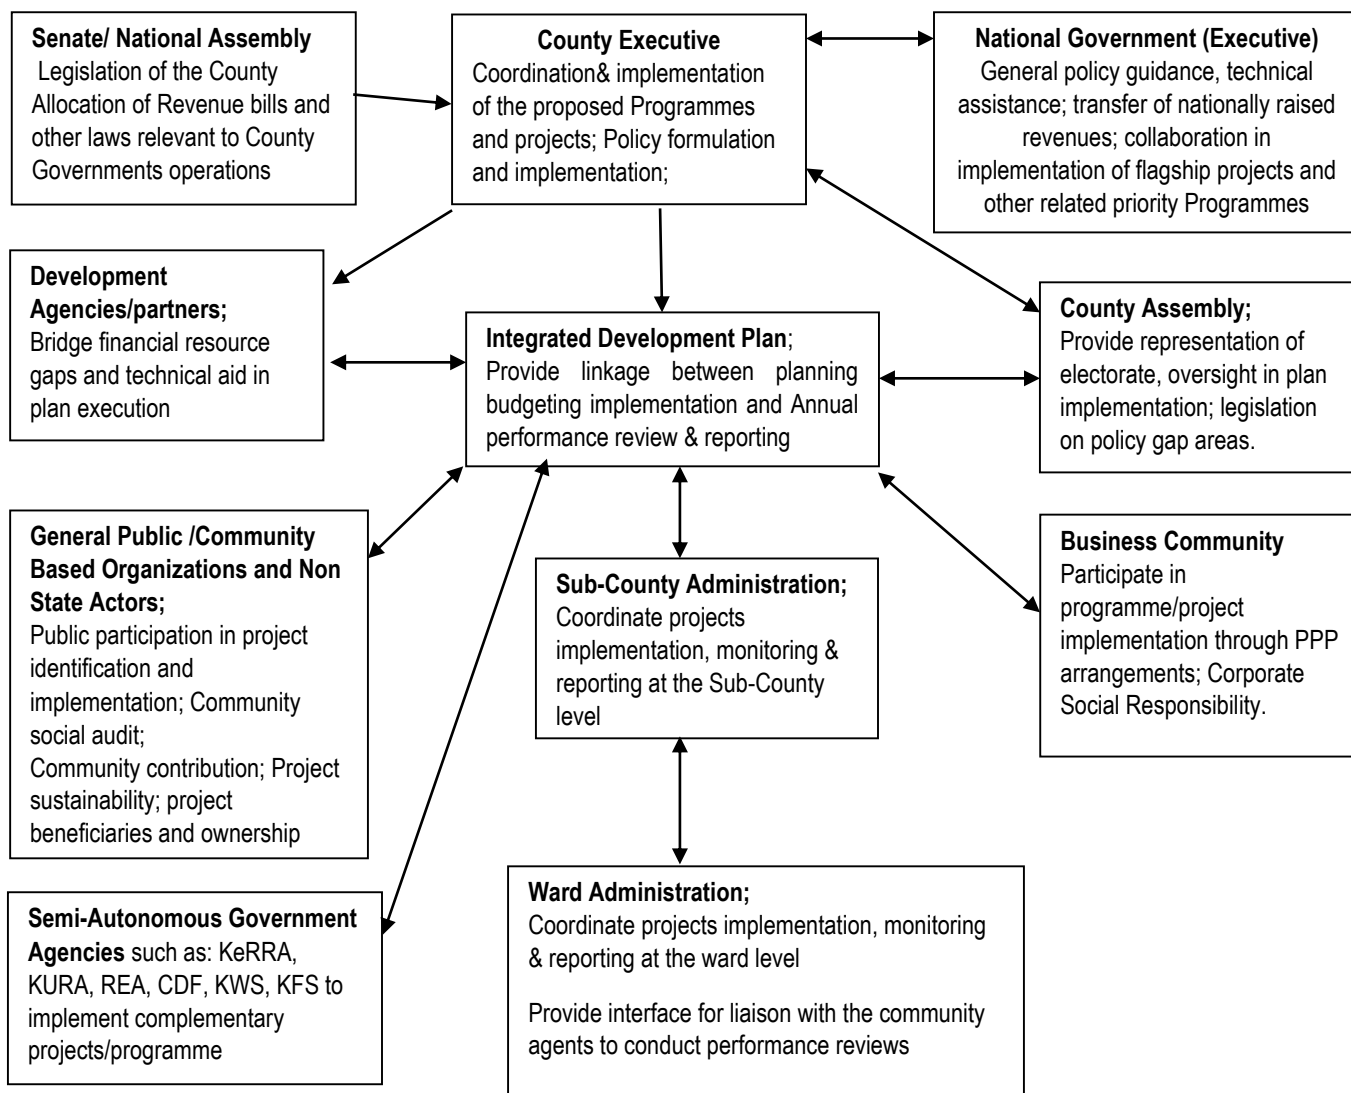 Senate/ National Assembly
Legislation of the County
Allocation of Revenue bills and
other laws relevant to County
Governments operations
County Executive
Coordination& implementation
of the proposed Programmes
and projects; Policy formulation
and implementation;
National Government (Executive)
General policy guidance, technical
assistance; transfer of nationally raised
revenues; collaboration in
implementation of flagship projects and
other related priority Programmes
Development
Agencies/partners;
Bridge financial resource
gaps and technical aid in
plan execution
Integrated Development Plan;
Provide linkage between planning
budgeting implementation and Annual
performance review & reporting
County Assembly;
Provide representation of
electorate, oversight in plan
implementation; legislation
on policy gap areas.
General Public /Community
Based Organizations and Non
State Actors;
Public participation in project
identification and
implementation; Community
social audit;
Community contribution; Project
sustainability; project
beneficiaries and ownership
Sub-County Administration;
Coordinate projects
implementation, monitoring &
reporting at the Sub-County
level
Business Community
Participate in
programme/project
implementation through PPP
arrangements; Corporate
Social Responsibility.
Semi-Autonomous Government
Agencies such as: KeRRA,
KURA, REA, CDF, KWS, KFS to
implement complementary
projects/programme
Ward Administration;
Coordinate projects implementation, monitoring
& reporting at the ward level
Provide interface for liaison with the community
agents to conduct performance reviews